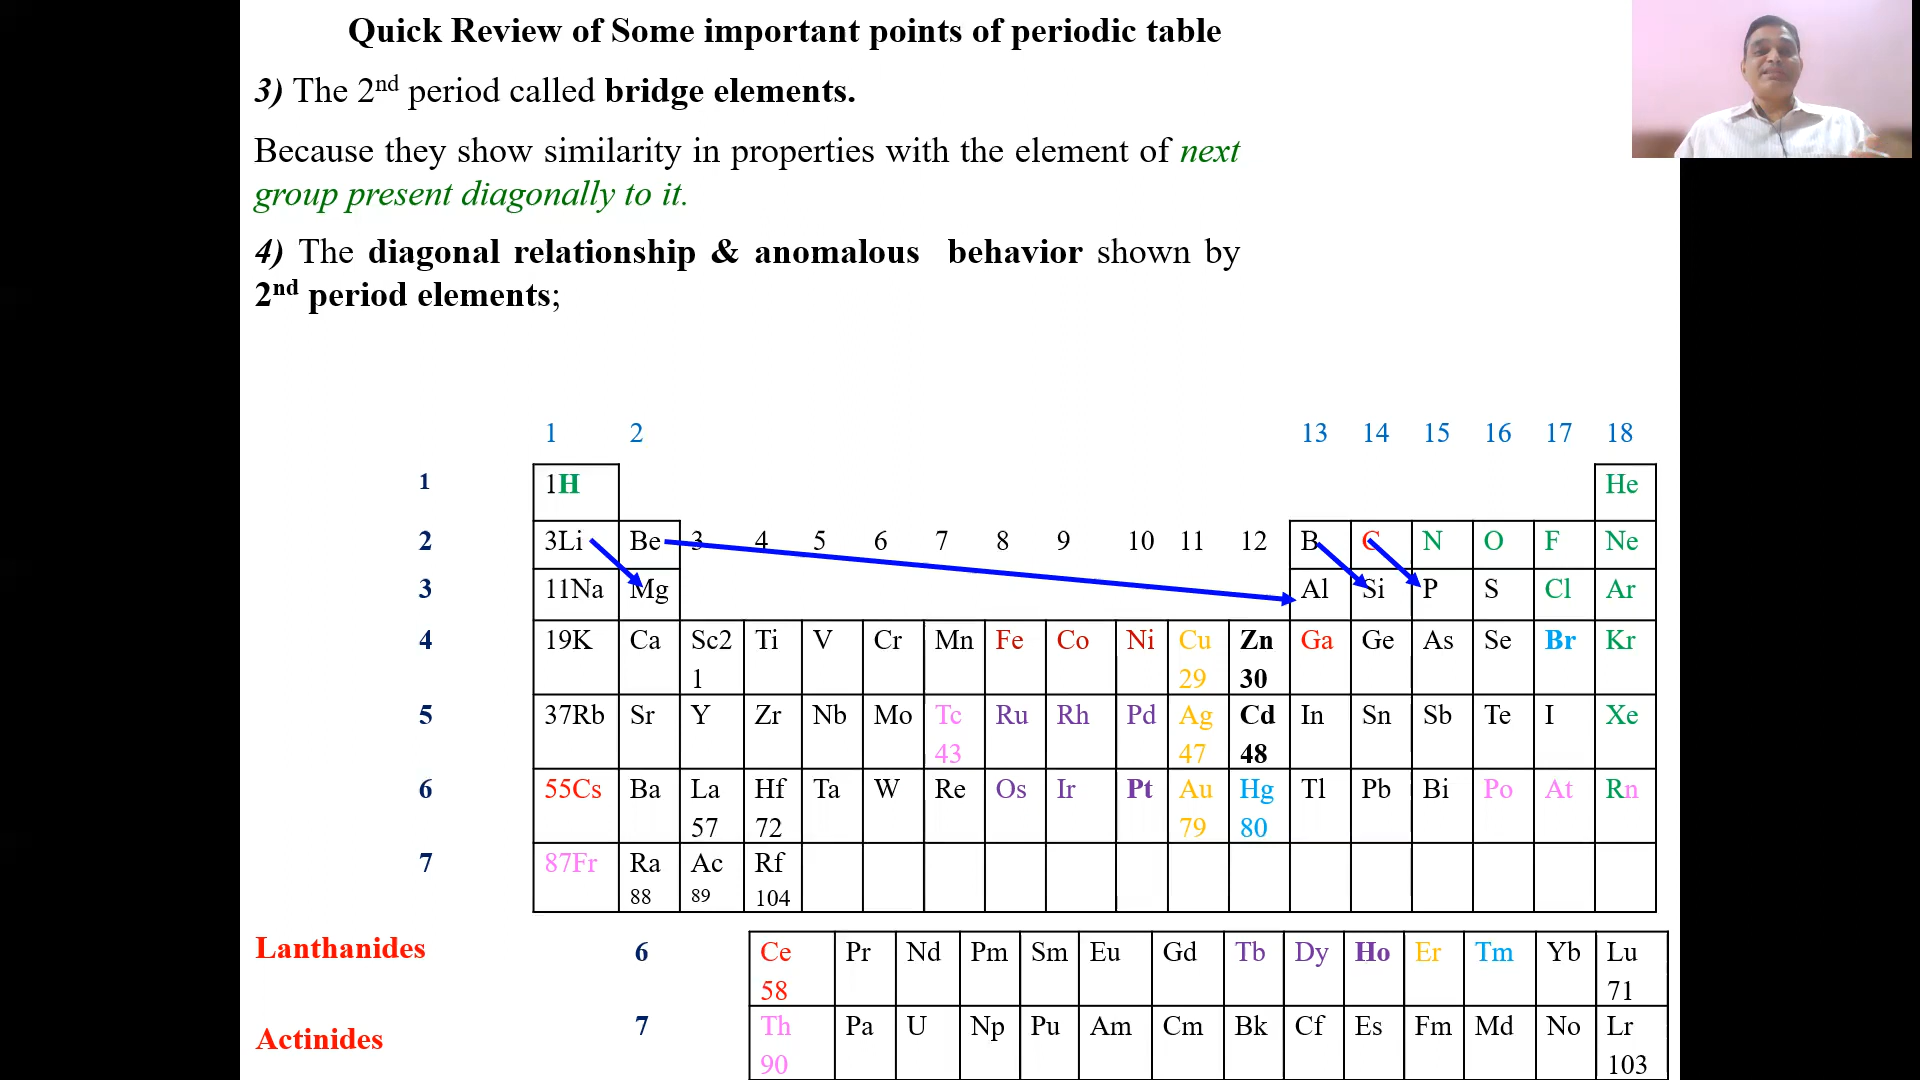 Quick Review of Some important points of periodic table
3) The 2nd period called bridge elements.
Because they show similarity in properties with the element of next
group present diagonally to it.
4) The diagonal relationship & anomalous behavior shown by
2nd period elements;
1 2 13 14 15 16 17 18
1 1H He
2 3Li Be 3 4 5 6 7 8 9 10 11 12 B C N O F Ne
3 11Na Mg Al Si P S Cl Ar
4 19K Ca Sc2 Ti V Cr Mn Fe Co Ni Cu Zn Ga Ge As Se Br Kr
1 29 30
5 37Rb Sr Y Zr Nb Mo Tc Ru Rh Pd Ag Cd In Sn Sb Te I Xe
43 47 48
6 55Cs Ba La Hf Ta W Re Os Ir Pt Au Hg Tl Pb Bi Po At Rn
57 72 79 80
7 87Fr Ra Ac Rf
88 89 104
Lanthanides 6 Ce Pr Nd Pm Sm Eu Gd Tb Dy Ho Er Tm Yb Lu
58 71
Actinides 7 Th Pa U Np Pu Am Cm Bk Cf Es Fm Md No Lr
90 103